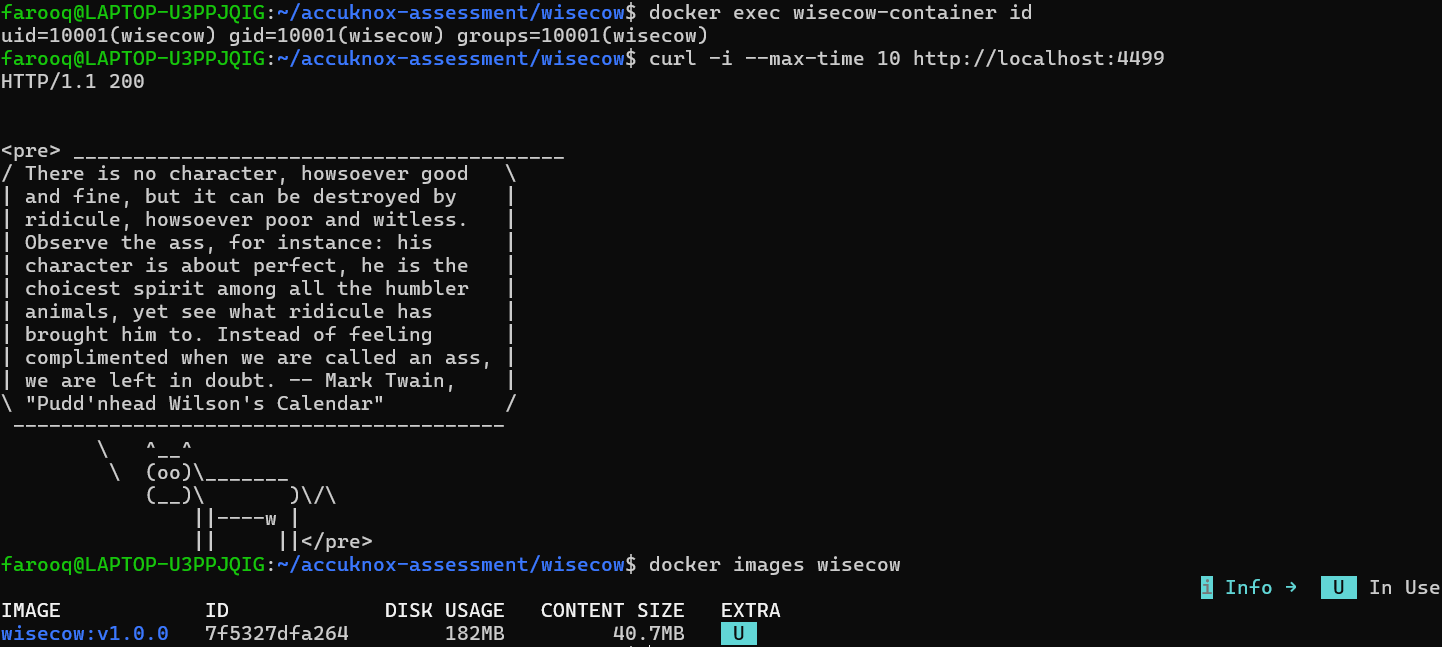 farooq@LAPTOP-U3PPJQIG:~/accuknox-assessment/wisecow$ docker exec wisecow-container id
uid=10001(wisecow) gid=10001(wisecow) groups=10001(wisecow)
farooq@LAPTOP-U3PPJQIG:~/accuknox-assessment/wisecow$ curl -i --max-time 10 http://localhost:4499
HTTP/1.1 200
<pre> _________________________________________
/ There is no character, howsoever good   \
| and fine, but it can be destroyed by    |
| ridicule, howsoever poor and witless.   |
| Observe the ass, for instance: his      |
| character is about perfect, he is the   |
| choicest spirit among all the humbler   |
| animals, yet see what ridicule has      |
| brought him to. Instead of feeling      |
| complimented when we are called an ass, |
| we are left in doubt. -- Mark Twain,    |
\ "Pudd'nhead Wilson's Calendar"          /
 -----------------------------------------
        \   ^__^
         \  (oo)\_______
            (__)\       )\/\
                ||----w |
                ||     ||</pre>
farooq@LAPTOP-U3PPJQIG:~/accuknox-assessment/wisecow$ docker images wisecow
i Info → U In Use
IMAGE ID DISK USAGE CONTENT SIZE EXTRA
wisecow:v1.0.0 7f5327dfa264 182MB 40.7MB U